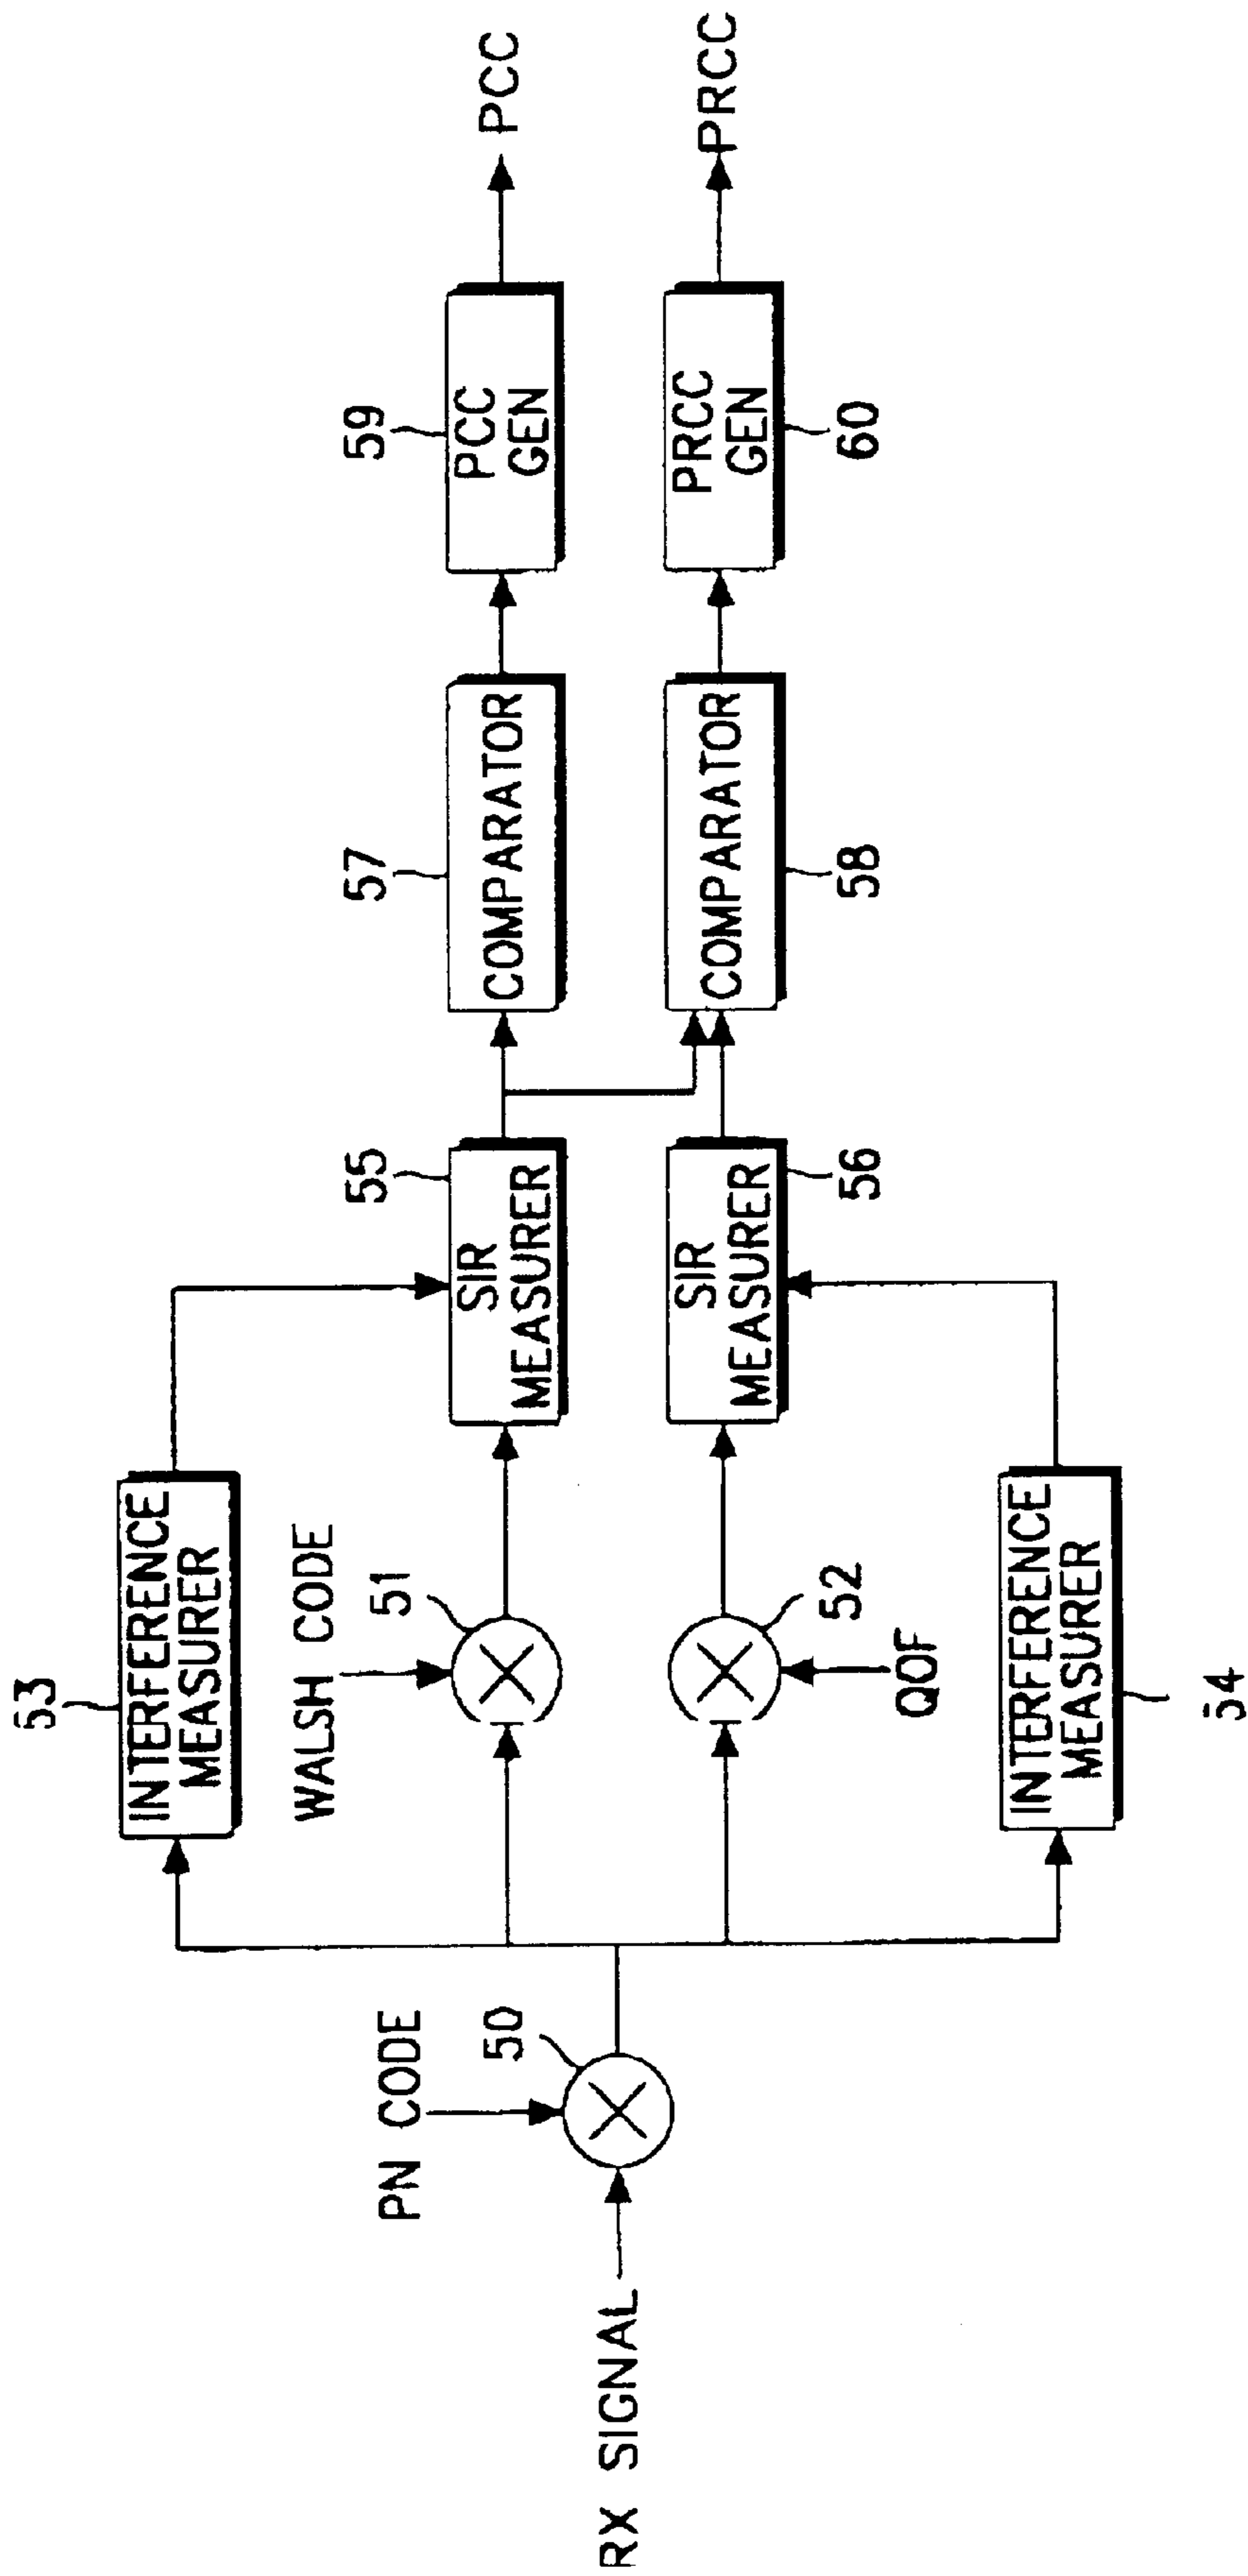 RX SIGNAL
PN CODE
50
53
INTERFERENCE
MEASURER
WALSH CODE
51
52
QOF
INTERFERENCE
MEASURER
54
55
SIR
MEASURER
SIR
MEASURER
56
57
COMPARATOR
COMPARATOR
58
59
PCC
GEN
PRCC
GEN
60
PCC
PRCC